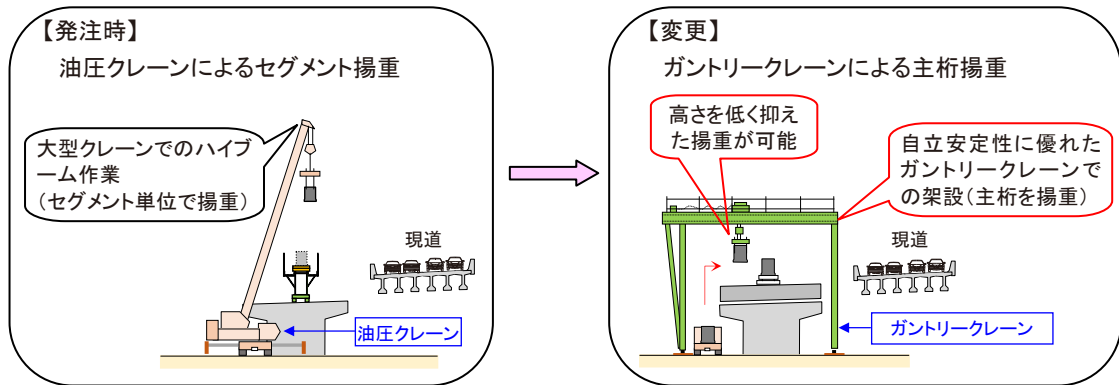 【発注時】
油圧クレーンによるセグメント揚重
大型クレーンでのハイブ
ーム作業
(セグメント単位で揚重)
現道
油圧クレーン
【変更】
ガントリークレーンによる主桁揚重
高さを低く抑え
た揚重が可能
自立安定性に優れた
ガントリークレーンで
の架設(主桁を揚重)
現道
ガントリークレーン